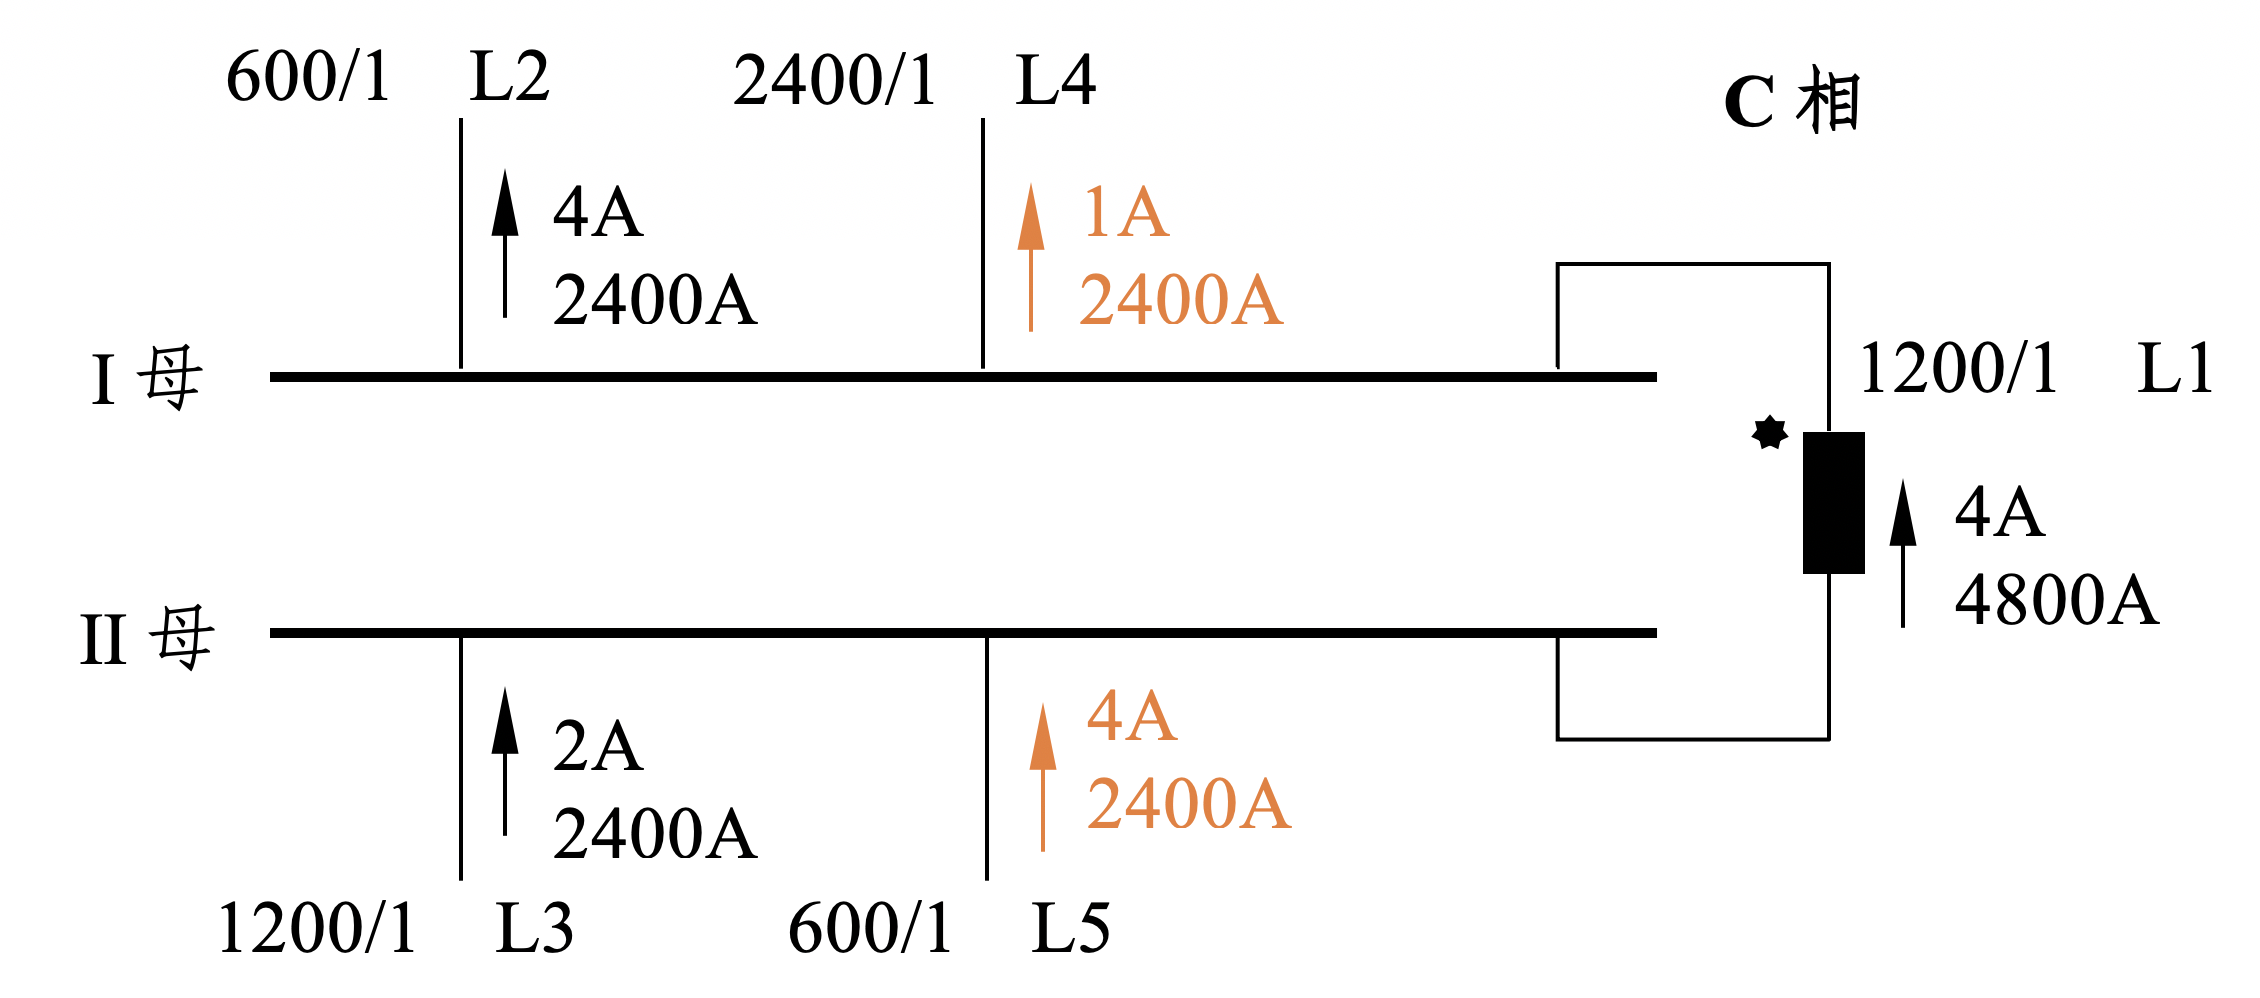 600/1 L2 2400/1 L4
C 相
4A
2400A
1A
2400A
I 母
1200/1 L1
4A
4800A
II 母
2A
2400A
4A
2400A
1200/1 L3 600/1 L5